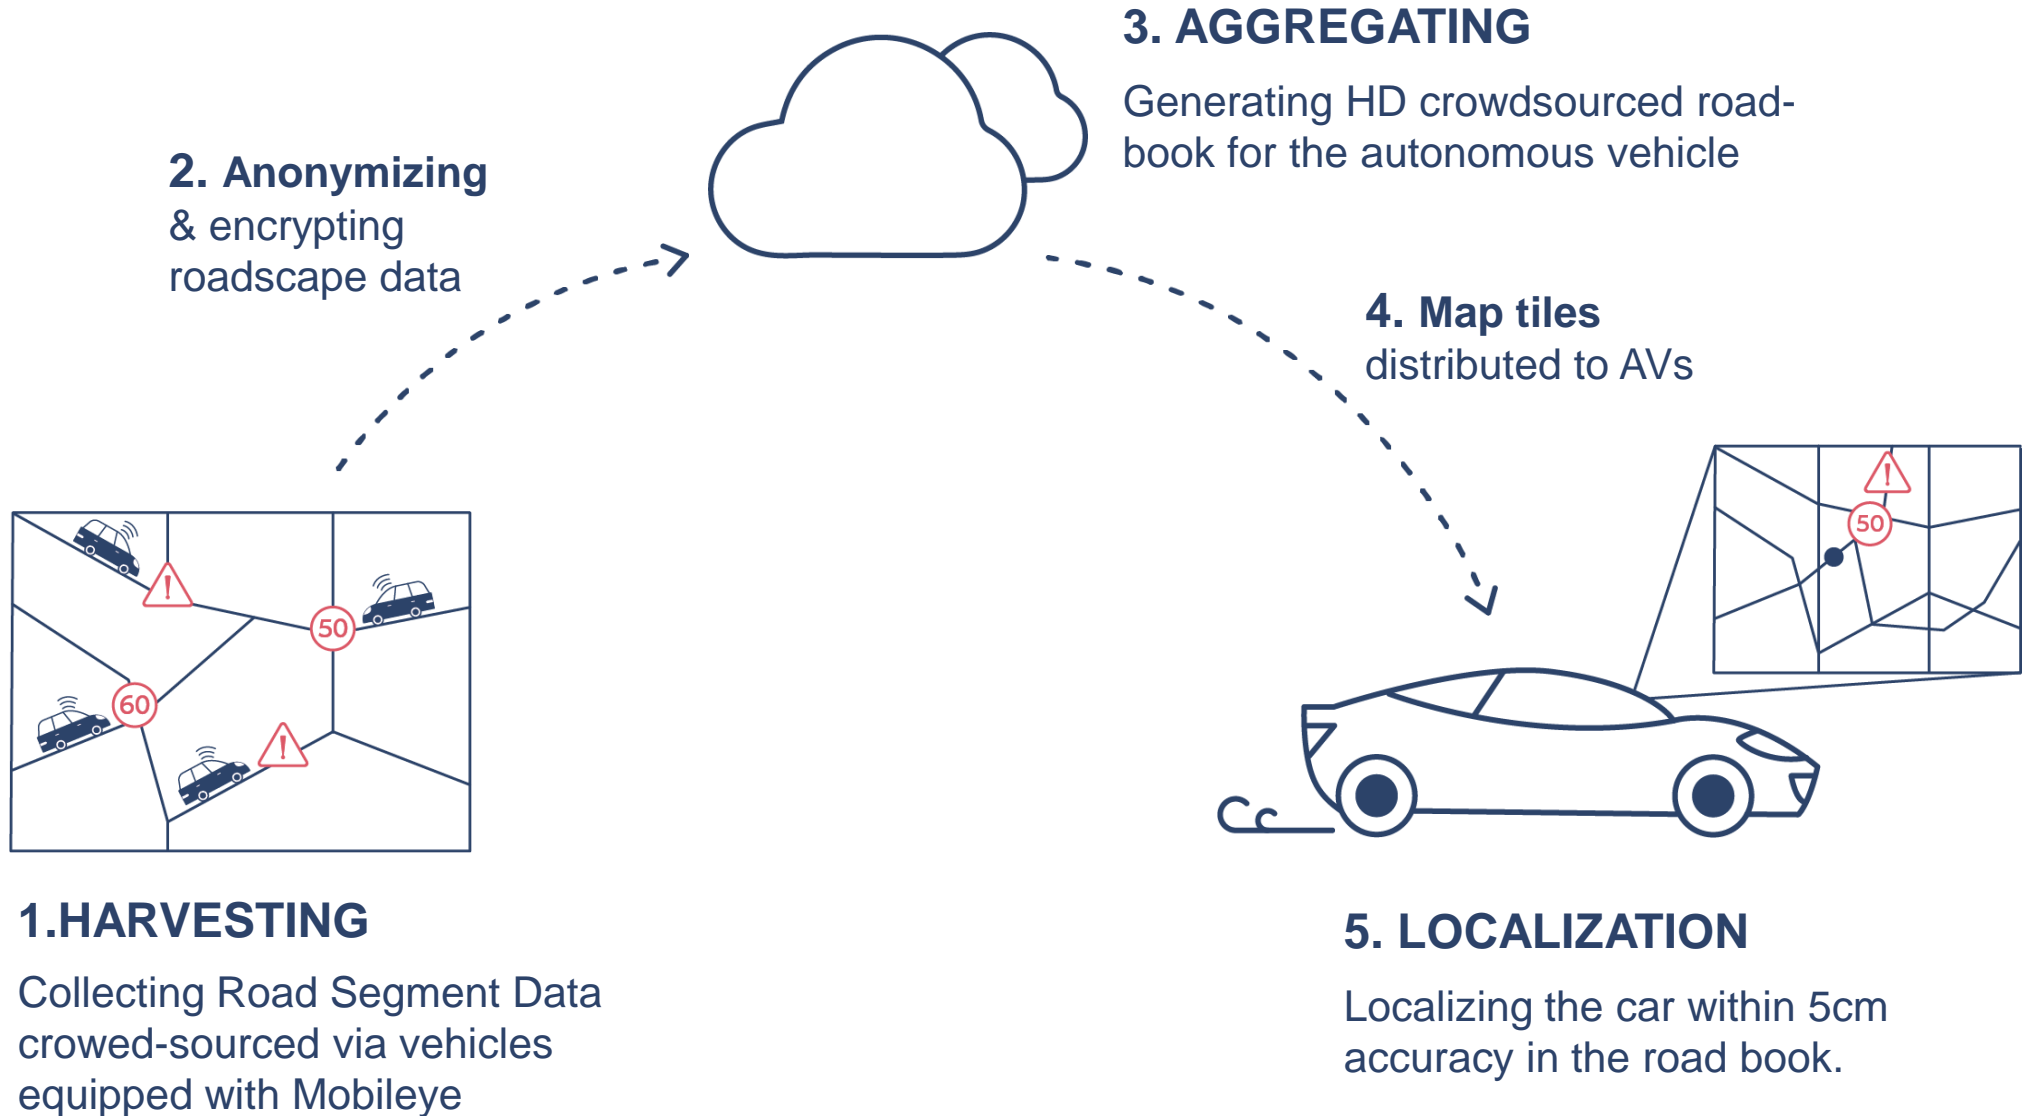 1.HARVESTING
Collecting Road Segment Data
crowed-sourced via vehicles
equipped with Mobileye
2. Anonymizing
& encrypting
roadscape data
3. AGGREGATING
Generating HD crowdsourced road-
book for the autonomous vehicle
4. Map tiles
distributed to AVs
5. LOCALIZATION
Localizing the car within 5cm
accuracy in the road book.
!
50
60
!
!
50